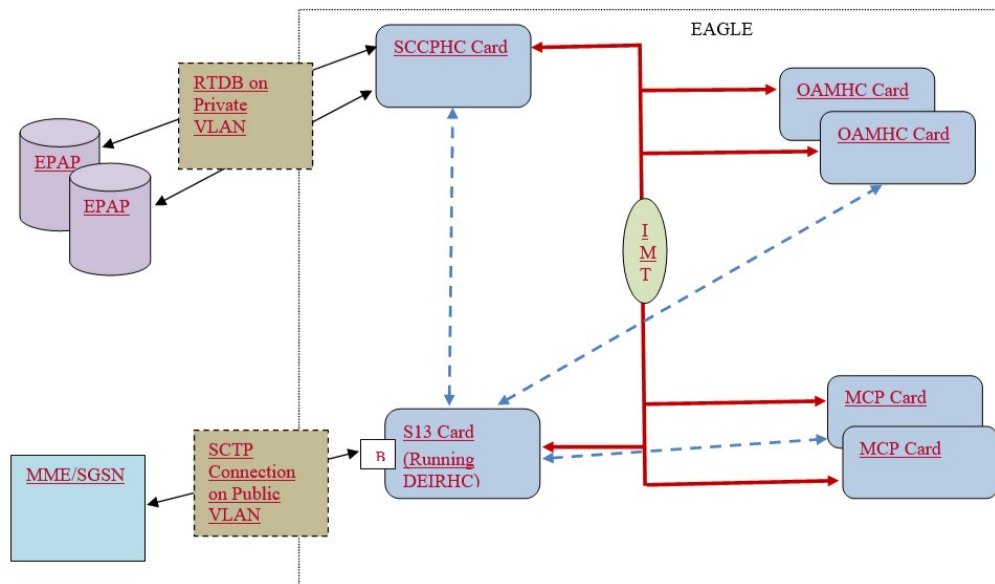 EAGLE
SCCPHC Card
RTDB on
Private
VLAN
OAMHC Card
OAMHC Card
EPAP
EPAP
I
M
T
MCP Card
MCP Card
S13 Card
(Running
DEIRHC)
B
SCTP
Connection
on Public
VLAN
MME/SGSN